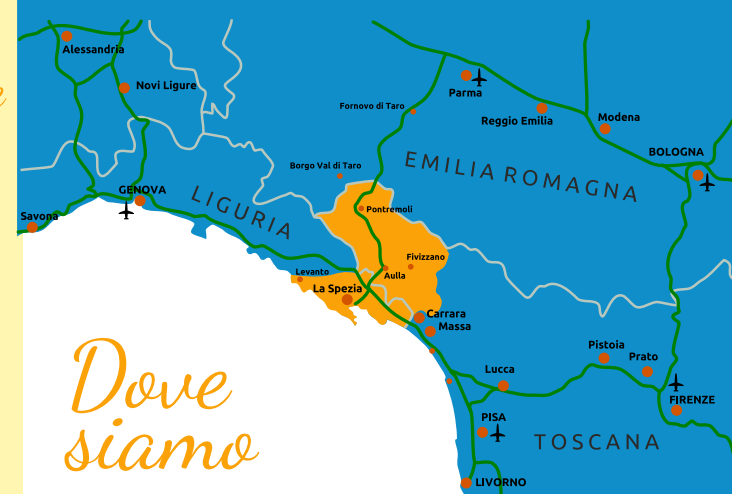 Alessandria
Novi Ligure
Parma
Fornovo di Taro
Reggio Emilia
Modena
BOLOGNA
Borgo Val di Taro
EMILIA ROMAGNA
GENOVA
LIGURIA
Savona
Pontremoli
Fivizzano
Levanto
Aulla
La Spezia
Carrara
Massa
Pistoia
Prato
Lucca
FIRENZE
PISA
TOSCANA
LIVORNO
Dove
siamo